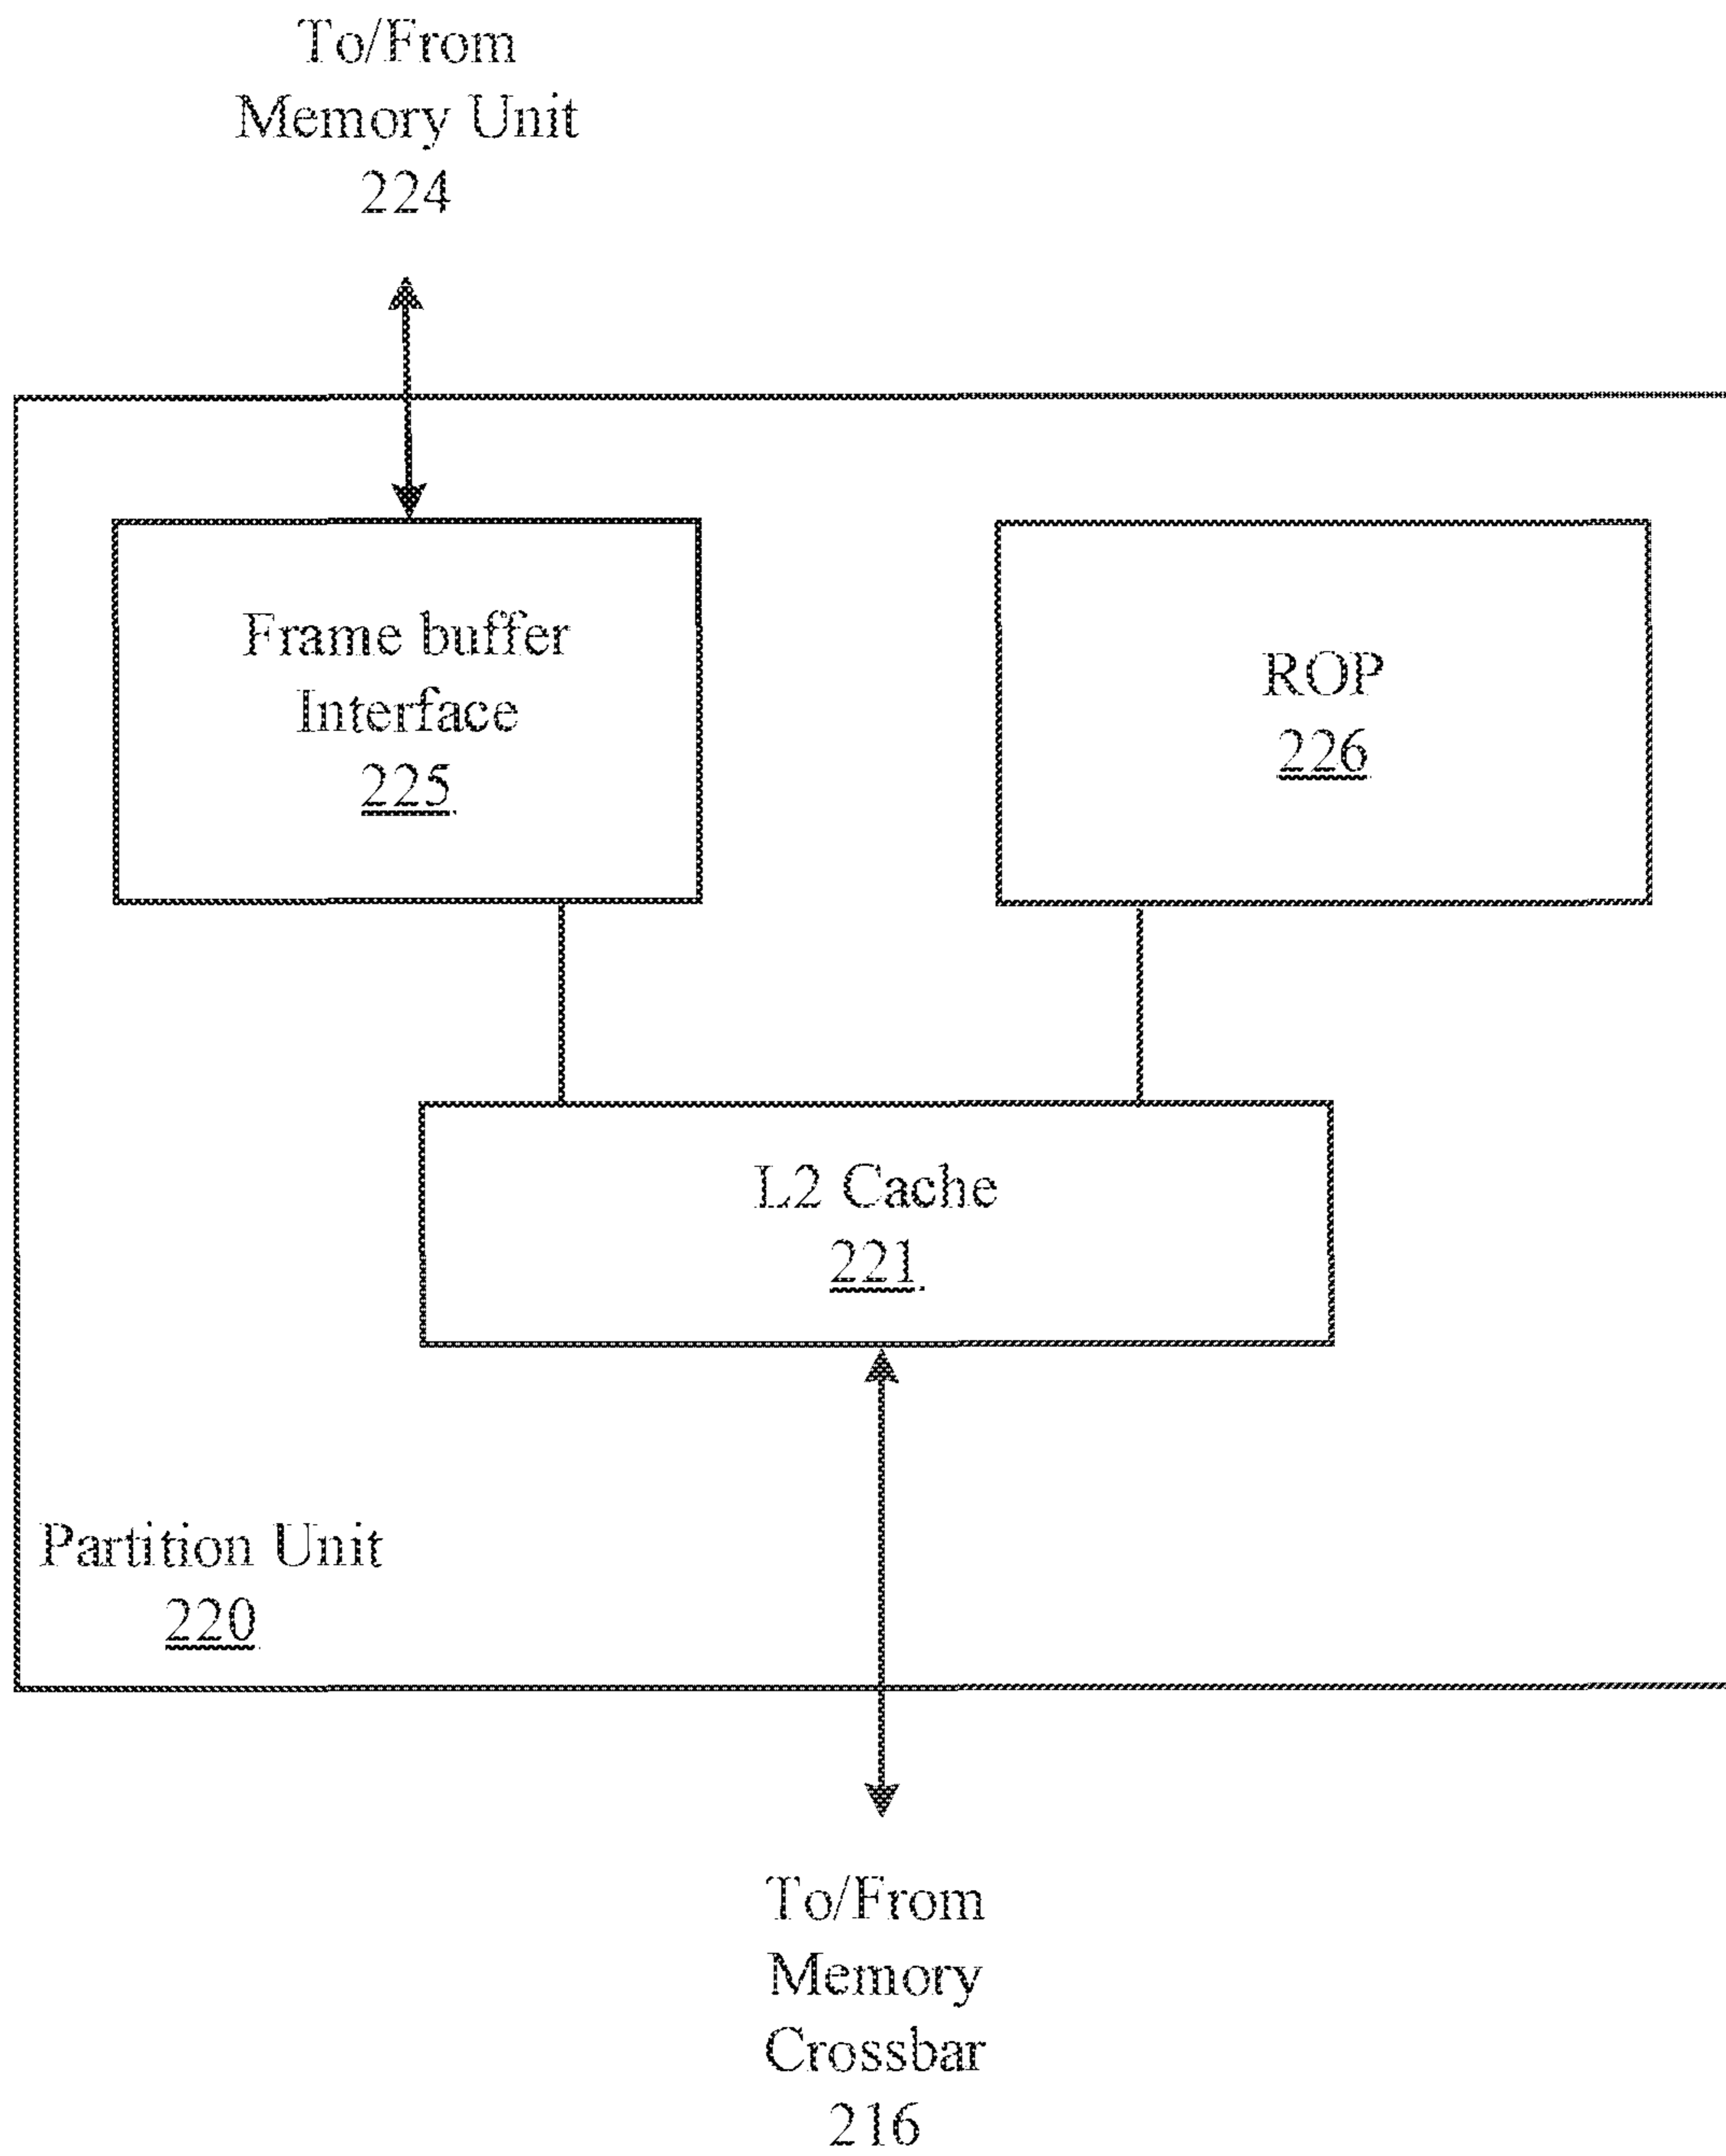 To/From
Memory Unit
224
Frame buffer
Interface
225
ROP
226
L2 Cache
221
Partition Unit
220
To/From
Memory
Crossbar
216